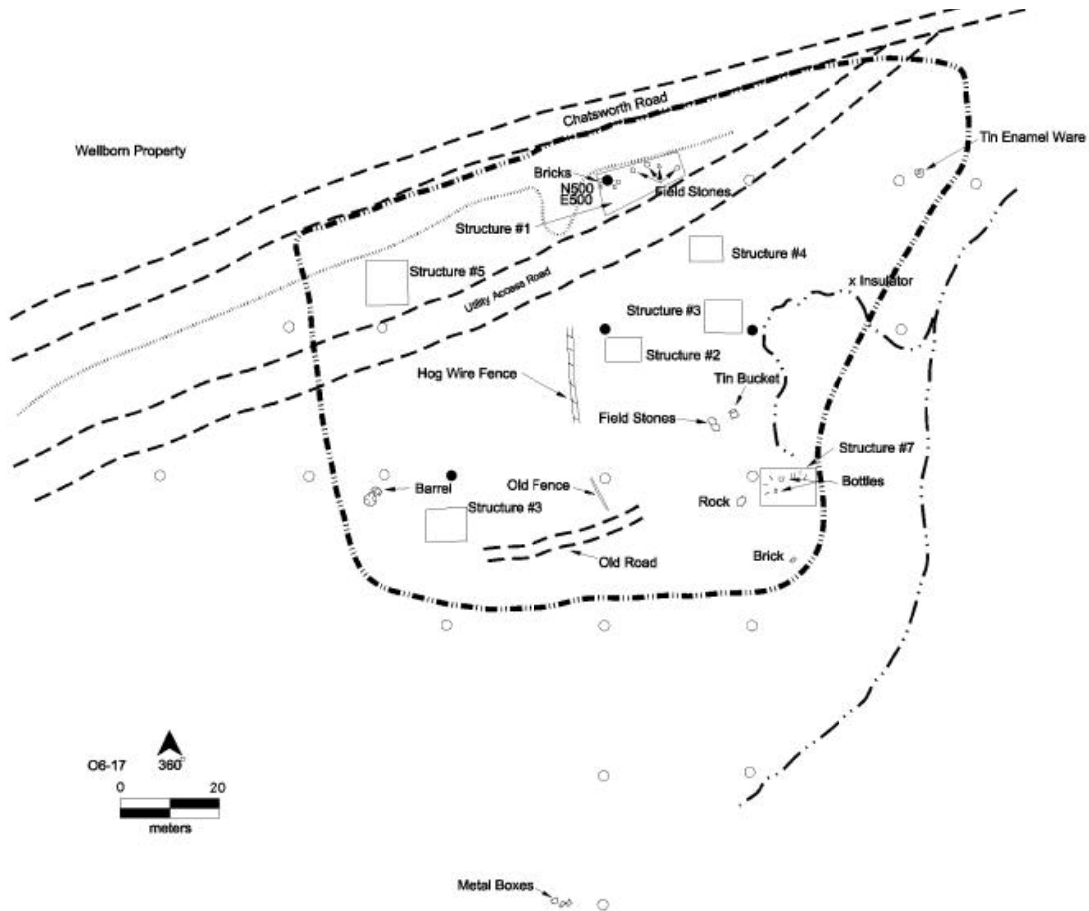 Chatsworth Road
Wellborn Property
Tin Enamel Ware
Bricks
N500
E500
Field Stones
Structure #1
Structure #4
Structure #5
Utility Access Road
x Insulator
Structure #3
Structure #2
Hog Wire Fence
Tin Bucket
Field Stones
Structure #7
Bottles
Barrel
Old Fence
Rock
Structure #3
Old Road
Brick
O6-17
360°
0 20
meters
Metal Boxes